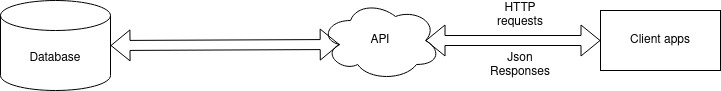 Database
API
HTTP
requests
Json
Responses
Client apps